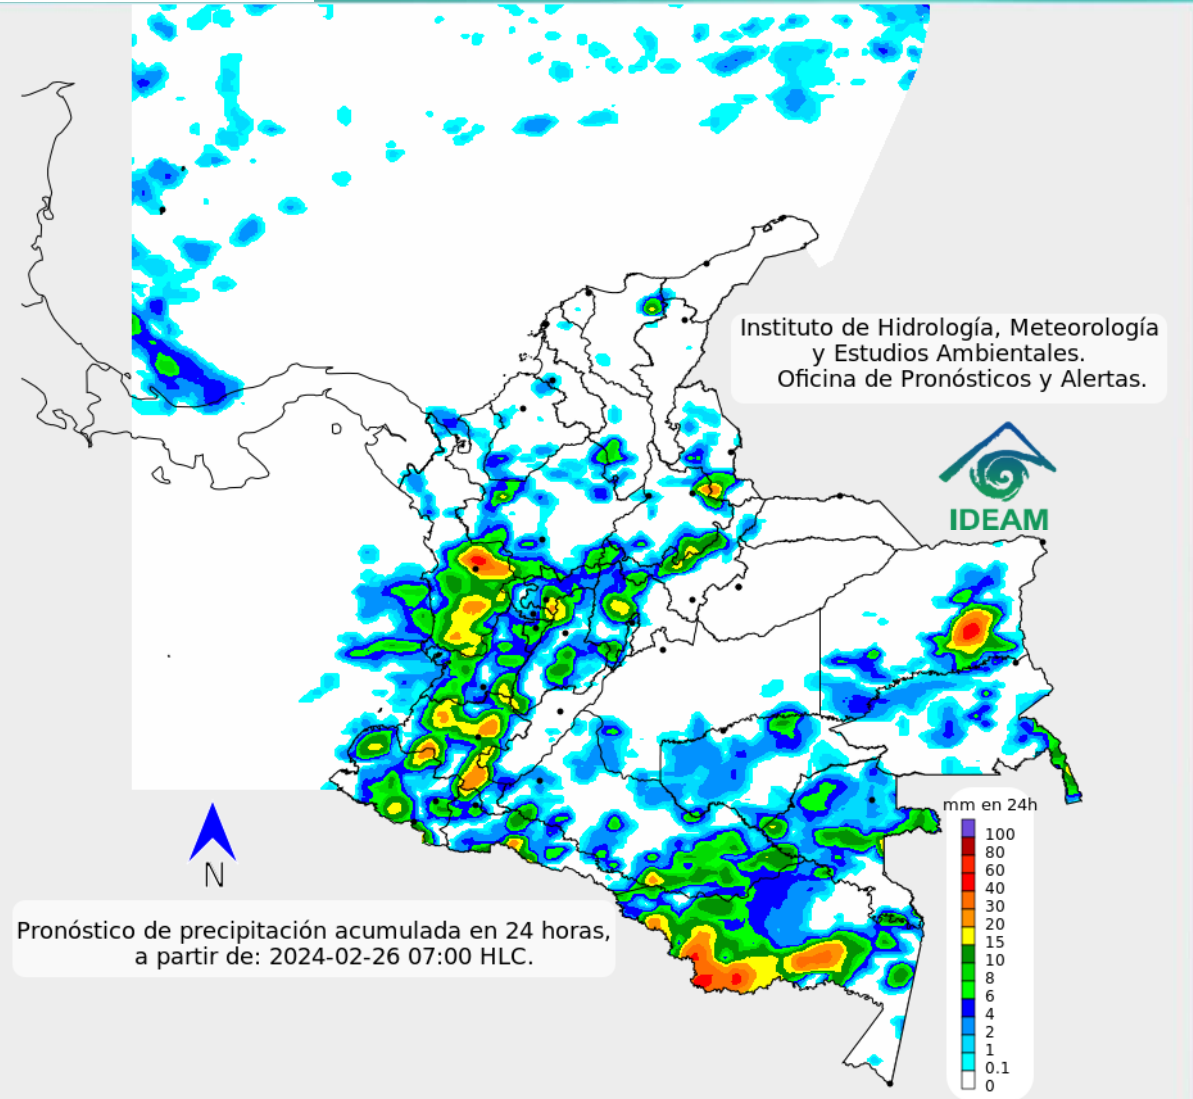 Instituto de Hidrología, Meteorología
y Estudios Ambientales.
Oficina de Pronósticos y Alertas.
IDEAM
mm en 24h
100
80
60
40
30
20
15
10
8
6
4
2
1
0.1
0
N
Pronóstico de precipitación acumulada en 24 horas,
a partir de: 2024-02-26 07:00 HLC.